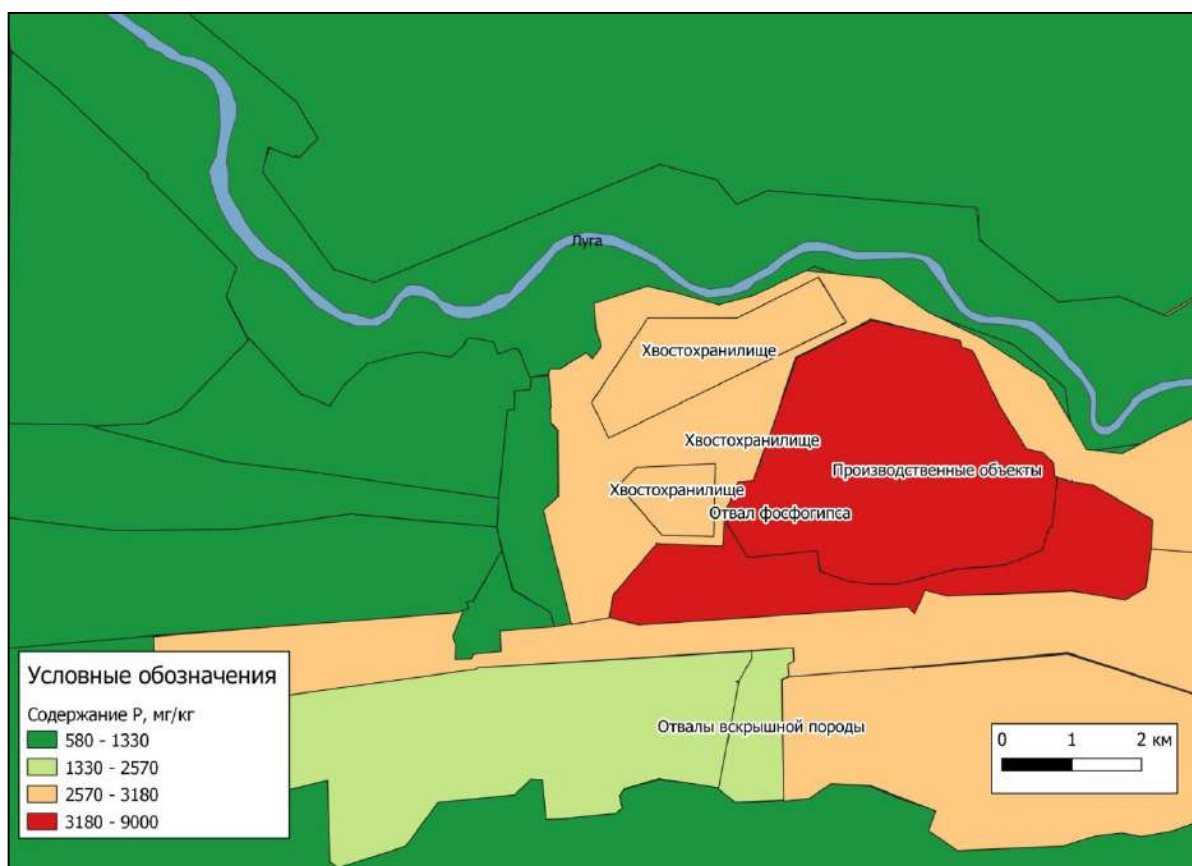 Луга
Хвостохранилище
Хвостохранилище
Производственные объекты
Хвостохранилище
Отвал фосфогипса
Отвалы вскрышной породы
Условные обозначения
Содержание P, мг/кг
580 - 1330
1330 - 2570
2570 - 3180
3180 - 9000
0 1 2 км